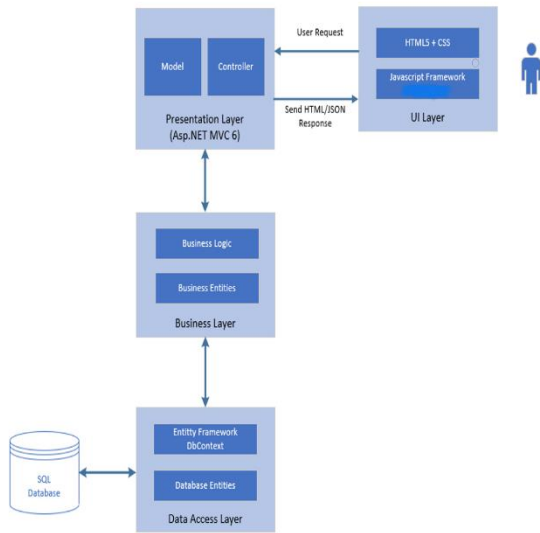 User Request
HTML5 + CSS
Model
Controller
Javascript Framework
Send HTML/JSON
Response
Presentation Layer
(Asp.NET MVC 6)
UI Layer
Business Logic
Business Entities
Business Layer
Entitty Framework
DbContext
SQL
Database
Database Entities
Data Access Layer